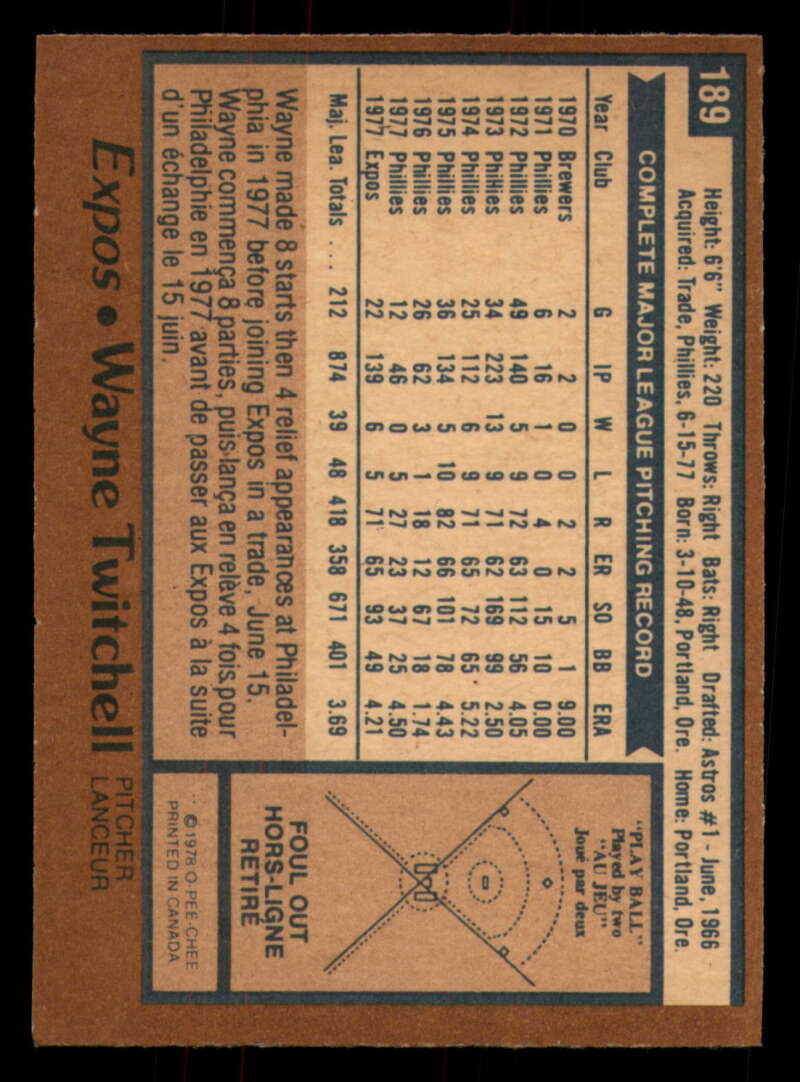 189
Height: 6'6" Weight: 220 Throws: Right Bats: Right Drafted: Astros #1 - June, 1966
Acquired: Trade, Phillies, 6-15-77 Born: 3-10-48, Portland, Ore. Home: Portland, Ore.
COMPLETE MAJOR LEAGUE PITCHING RECORD
Year Club G IP W L R ER SO BB ERA
1970 Brewers 2 2 0 0 2 2 5 1 9.00
1971 Phillies 6 16 1 0 4 0 15 10 0.00
1972 Phillies 49 140 5 9 72 63 112 56 4.05
1973 Phillies 34 223 13 9 71 62 169 99 2.50
1974 Phillies 25 112 6 9 71 65 72 65 5.22
1975 Phillies 36 134 5 10 82 66 101 78 4.43
1976 Phillies 26 62 3 1 18 12 67 18 1.74
1977 Phillies 12 46 0 5 27 23 37 25 4.50
1977 Expos 22 139 6 5 71 65 93 49 4.21
Maj. Lea. Totals ... 212 874 39 48 418 358 671 401 3.69
Wayne made 8 starts then 4 relief appearances at Philadel-
phia in 1977 before joining Expos in a trade, June 15.
Wayne commença 8 parties, puis lança en relève 4 fois pour
Philadelphie en 1977 avant de passer aux Expos à la suite
d'un échange le 15 juin.
"PLAY BALL"
Played by two
"AU JEU"
Joué par deux
FOUL OUT
HORS-LIGNE
RETIRÉ
©1978 O-PEE-CHEE
PRINTED IN CANADA
Expos • Wayne Twitchell
PITCHER
LANCEUR